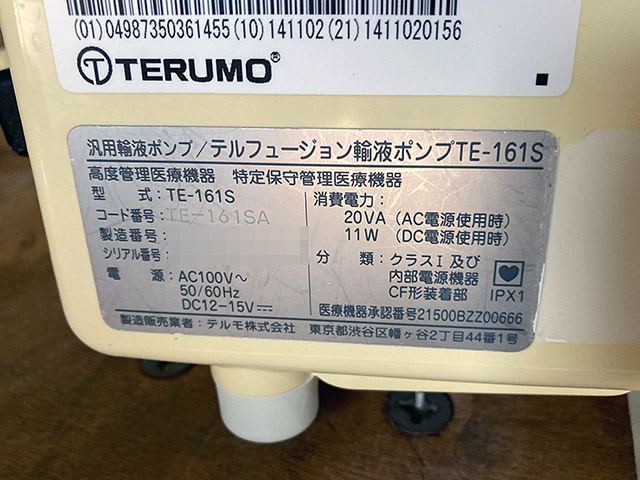 (01)04987350361455(10)141102(21)1411020156
TERUMO®
汎用輸液ポンプ/テルフュージョン輸液ポンプTE-161S
高度管理医療機器 特定保守管理医療機器
型 式：TE-161S
コード番号：TE-161SA
製造番号：
シリアル番号：
電 源：AC100V～
50/60Hz
DC12-15V⎓
消費電力：
20VA (AC電源使用時)
11W (DC電源使用時)
分 類：クラスⅠ及び
内部電源機器
CF形装着部
IPX1
医療機器承認番号21500BZZ00666
製造販売業者：テルモ株式会社 東京都渋谷区幡ヶ谷2丁目44番1号